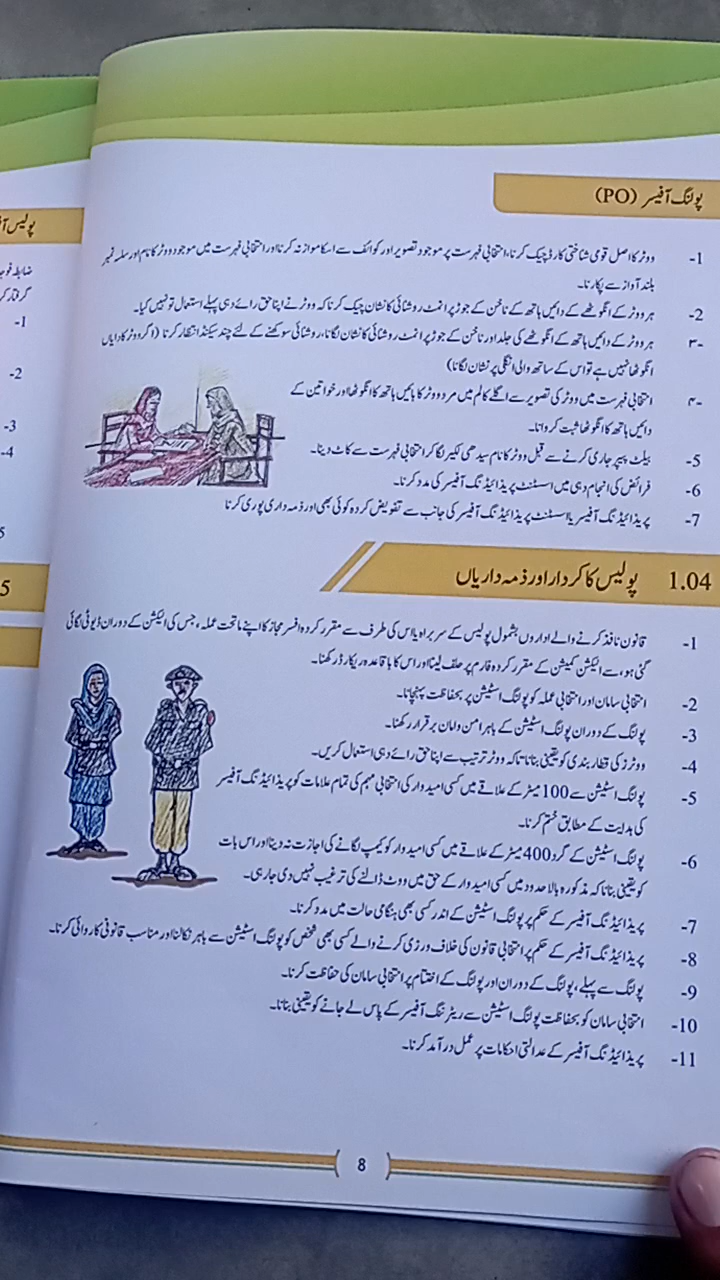 پولنگ آفیسر (PO)
1- ووٹر کا اصل قومی شناختی کارڈ چیک کرنا، انتخابی فہرست پر موجود تصویر اور کوائف سے اسکا موازنہ کرنا اور انتخابی فہرست میں موجود ووٹر کا نام اور سلسلہ نمبر
بلند آواز سے پکارنا۔
2- ہر ووٹر کے انگوٹھے کے دائیں ہاتھ کے ناخن کے جوڑ پر انمٹ روشنائی کا نشان چیک کرنا کہ ووٹر نے اپنا حق رائے دہی پہلے استعمال تو نہیں کیا۔
۳- ہر ووٹر کے دائیں ہاتھ کے انگوٹھے کی جلد اور ناخن کے جوڑ پر انمٹ روشنائی کا نشان لگانا، روشنائی سوکھنے کے لئے چند سیکنڈ انتظار کرنا (اگر ووٹر کا دایاں
انگوٹھا نہیں ہے تو اس کے ساتھ والی انگلی پر نشان لگانا)
۴- انتخابی فہرست میں ووٹر کی تصویر سے اگلے کالم میں مرد ووٹر کا بائیں ہاتھ کا انگوٹھا اور خواتین کے
دائیں ہاتھ کا انگوٹھا ثبت کروانا۔
5- بیلٹ پیپر جاری کرنے سے قبل ووٹر کا نام سیدھی لکیر لگا کر انتخابی فہرست سے کاٹ دینا۔
6- فرائض کی انجام دہی میں اسسٹنٹ پریذائیڈنگ آفیسر کی مدد کرنا۔
7- پریذائیڈنگ آفیسر یا اسسٹنٹ پریذائیڈنگ آفیسر کی جانب سے تفویض کردہ کوئی بھی اور ذمہ داری پوری کرنا
1.04 پولیس کا کردار اور ذمہ داریاں
1- قانون نافذ کرنے والے اداروں بشمول پولیس کے سربراہ یا اس کی طرف سے مقرر کردہ افسر مجاز کا اپنے ماتحت عملہ، جس کی الیکشن کے دوران ڈیوٹی لگائی
گئی ہو، سے الیکشن کمیشن کے مقرر کردہ فارم پر حلف لینا اور اس کا باقاعدہ ریکارڈ رکھنا۔
2- انتخابی سامان اور انتخابی عملہ کو پولنگ اسٹیشن پر بحفاظت پہنچانا۔
3- پولنگ کے دوران پولنگ اسٹیشن کے باہر امن و امان برقرار رکھنا۔
4- ووٹرز کی قطار بندی کو یقینی بنانا تاکہ ووٹر ترتیب سے اپنا حق رائے دہی استعمال کریں۔
5- پولنگ اسٹیشن سے 100 میٹر کے علاقے میں کسی امیدوار کی انتخابی مہم کی تمام علامات کو پریذائیڈنگ آفیسر
کی ہدایت کے مطابق ختم کرنا۔
6- پولنگ اسٹیشن کے گرد 400 میٹر کے علاقے میں کسی امیدوار کو کیمپ لگانے کی اجازت نہ دینا اور اس بات
کو یقینی بنانا کہ مذکورہ بالا حدود میں کسی امیدوار کے حق میں ووٹ ڈالنے کی ترغیب نہیں دی جا رہی۔
7- پریذائیڈنگ آفیسر کے حکم پر پولنگ اسٹیشن کے اندر کسی بھی ہنگامی حالت میں مدد کرنا۔
8- پریذائیڈنگ آفیسر کے حکم پر انتخابی قانون کی خلاف ورزی کرنے والے کسی بھی شخص کو پولنگ اسٹیشن سے باہر نکالنا اور مناسب قانونی کاروائی کرنا۔
9- پولنگ سے پہلے، پولنگ کے دوران اور پولنگ کے اختتام پر انتخابی سامان کی حفاظت کرنا۔
10- انتخابی سامان کو بحفاظت پولنگ اسٹیشن سے ریٹرننگ آفیسر کے پاس لے جانے کو یقینی بنانا۔
11- پریذائیڈنگ آفیسر کے عدالتی احکامات پر عمل درآمد کرنا۔
8
پولیس
ضابطہ
گرفتار
1-
2-
3-
4-
5
5